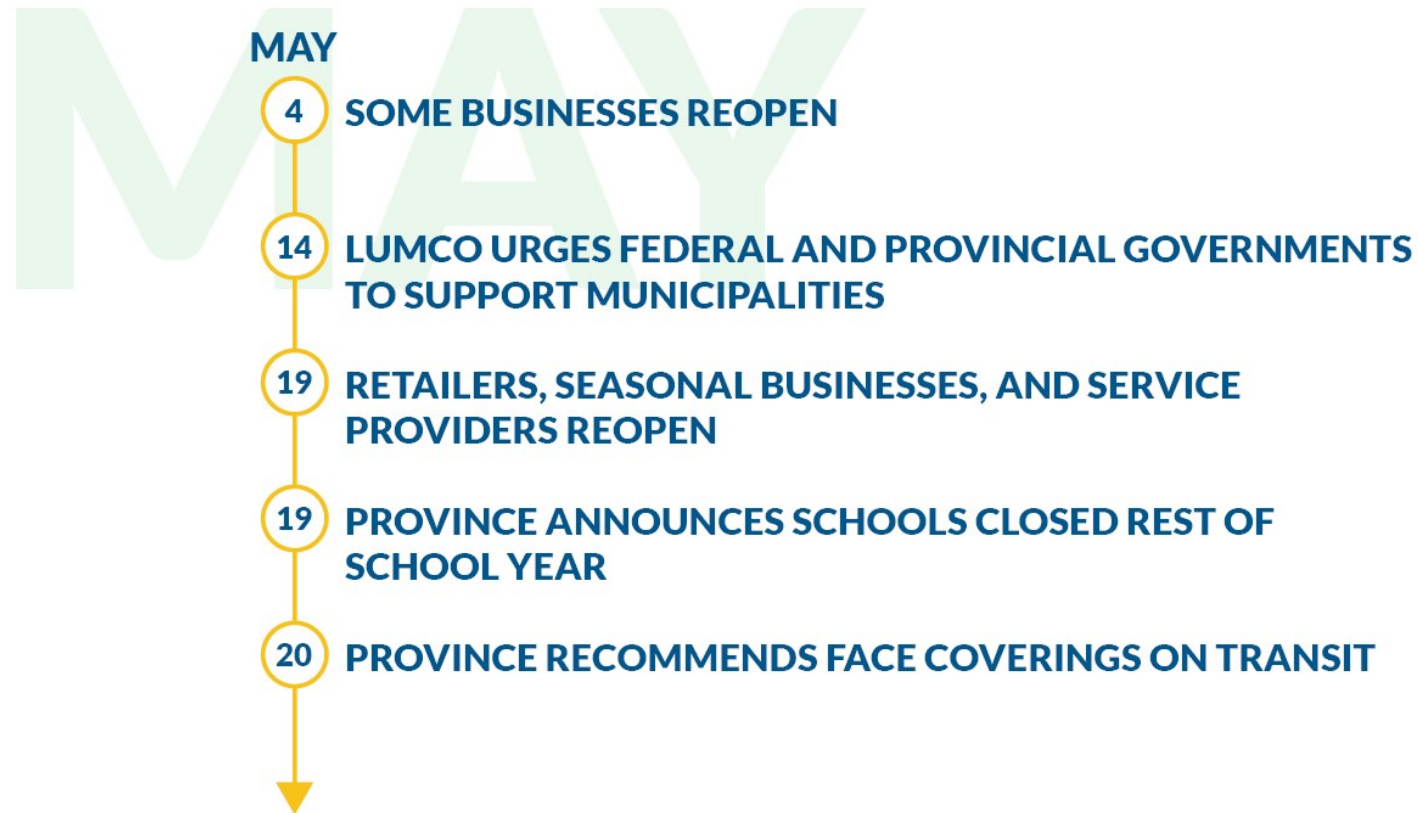 MAY
MAY
4 SOME BUSINESSES REOPEN
14 LUMCO URGES FEDERAL AND PROVINCIAL GOVERNMENTS
TO SUPPORT MUNICIPALITIES
19 RETAILERS, SEASONAL BUSINESSES, AND SERVICE
PROVIDERS REOPEN
19 PROVINCE ANNOUNCES SCHOOLS CLOSED REST OF
SCHOOL YEAR
20 PROVINCE RECOMMENDS FACE COVERINGS ON TRANSIT